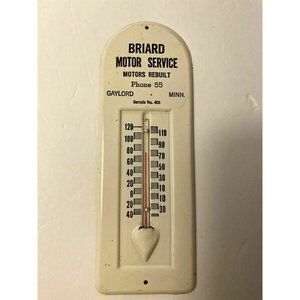 BRIARD
MOTOR SERVICE
MOTORS REBUILT
Phone 55
GAYLORD MINN.
120 110
100 90
80 70
60 50
40 30
20 10
0 10
20 30
40